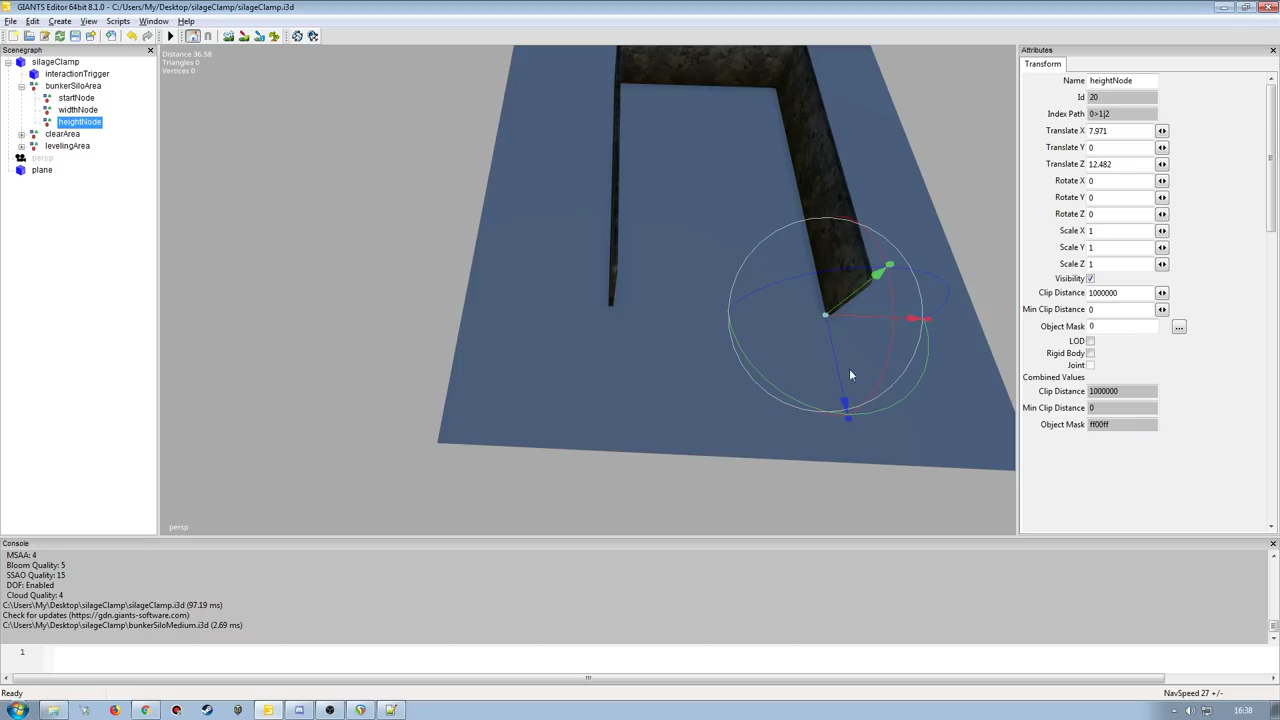 GIANTS Editor 64bit 8.1.0 - C:/Users/My/Desktop/silageClamp/silageClamp.i3d
File Edit Create View Scripts Window Help
Scenegraph
silageClamp
interactionTrigger
bunkerSiloArea
startNode
widthNode
heightNode
clearArea
levelingArea
persp
plane
Distance 36.58
Triangles 0
Vertices 0
persp
Attributes
Transform
Name heightNode
Id 20
Index Path 0>1|2
Translate X 7.971
Translate Y 0
Translate Z 12.482
Rotate X 0
Rotate Y 0
Rotate Z 0
Scale X 1
Scale Y 1
Scale Z 1
Visibility
Clip Distance 1000000
Min Clip Distance 0
Object Mask 0 ...
LOD
Rigid Body
Joint
Combined Values
Clip Distance 1000000
Min Clip Distance 0
Object Mask ff00ff
Console
MSAA: 4
Bloom Quality: 5
SSAO Quality: 15
DOF: Enabled
Cloud Quality: 4
C:\Users\My\Desktop\silageClamp\silageClamp.i3d (97.19 ms)
Check for updates (https://gdn.giants-software.com)
C:\Users\My\Desktop\silageClamp\bunkerSiloMedium.i3d (2.69 ms)
1
Ready
NavSpeed 27 +/-
16:38